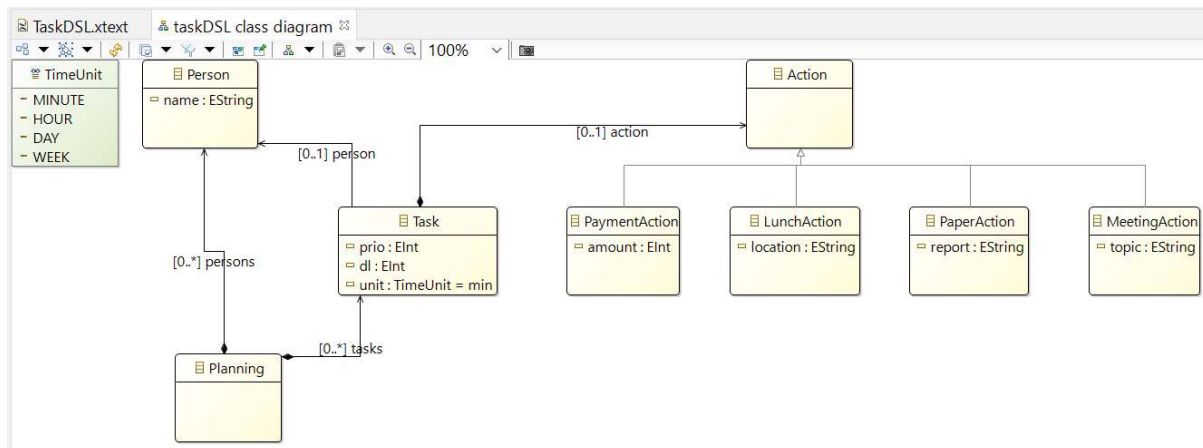 TaskDSL.xtext
taskDSL class diagram
100%
TimeUnit
MINUTE
HOUR
DAY
WEEK
Person
name : EString
Action
[0..1] action
[0..1] person
Task
prio : EInt
dl : EInt
unit : TimeUnit = min
PaymentAction
amount : EInt
LunchAction
location : EString
PaperAction
report : EString
MeetingAction
topic : EString
[0..*] persons
[0..*] tasks
Planning